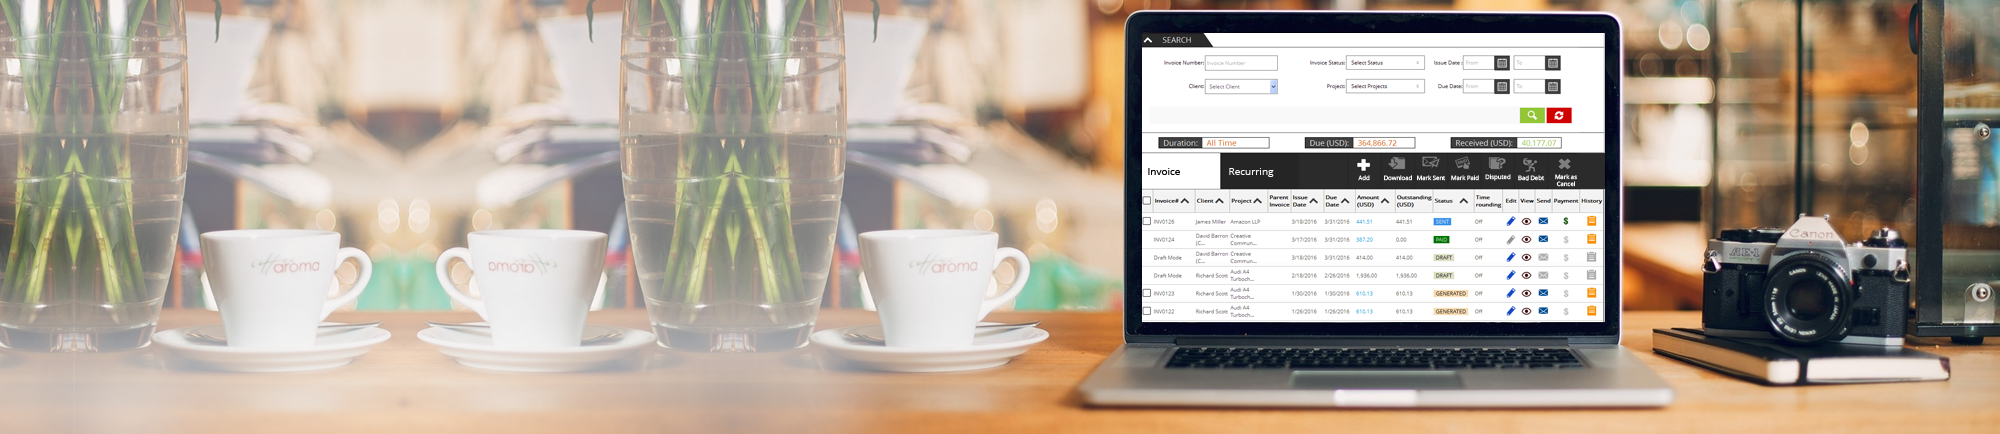 aroma
aroma
aroma
SEARCH
Invoice Number: Invoice Number Invoice Status: Select Status Issue Date : From To
Client: Select Client Project: Select Projects Due Date: From To
Duration: All Time Due (USD): 364,866.72 Received (USD): 40,177.07
Invoice Recurring Add Download Mark Sent Mark Paid Disputed Bad Debt Mark as Cancel
Invoice# Client Project Parent Invoice Issue Date Due Date Amount (USD) Outstanding (USD) Status Time rounding Edit View Send Payment History
INV0126 James Miller Amazon LLP 3/18/2016 3/31/2016 441.51 441.51 SENT Off $
INV0124 David Barron (C... Creative Commun... 3/17/2016 3/31/2016 387.20 0.00 PAID Off $
Draft Mode David Barron (C... Creative Commun... 3/18/2016 3/31/2016 414.00 414.00 DRAFT Off $
Draft Mode Richard Scott Audi A4 Turboch... 2/18/2016 2/26/2016 1,936.00 1,936.00 DRAFT Off $
INV0123 Richard Scott Audi A4 Turboch... 1/30/2016 1/30/2016 610.13 610.13 GENERATED Off $
INV0122 Richard Scott Audi A4 Turboch... 1/26/2016 1/26/2016 610.13 610.13 GENERATED Off $
Canon
AE-1